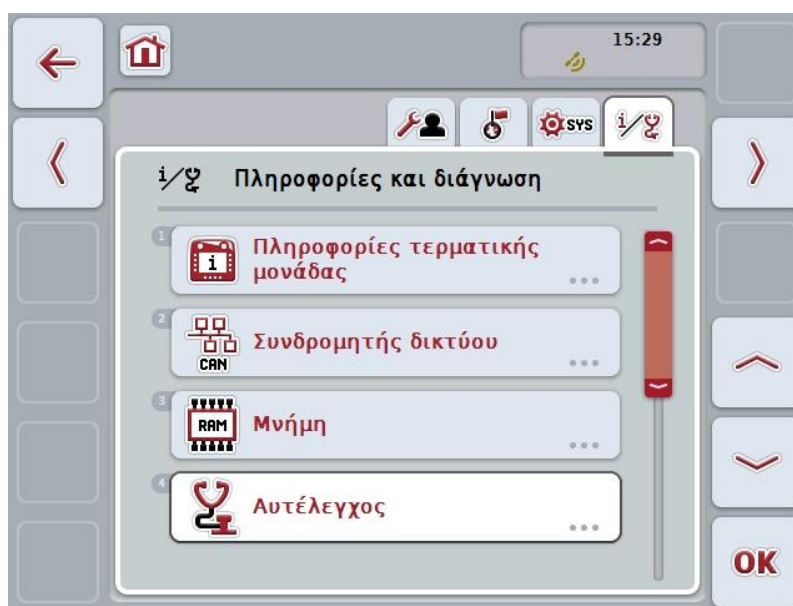 15:29
SYS
i
i Πληροφορίες και διάγνωση
1
i
Πληροφορίες τερματικής
μονάδας
2
CAN
Συνδρομητής δικτύου
3
RAM
Μνήμη
4
Αυτέλεγχος
OK